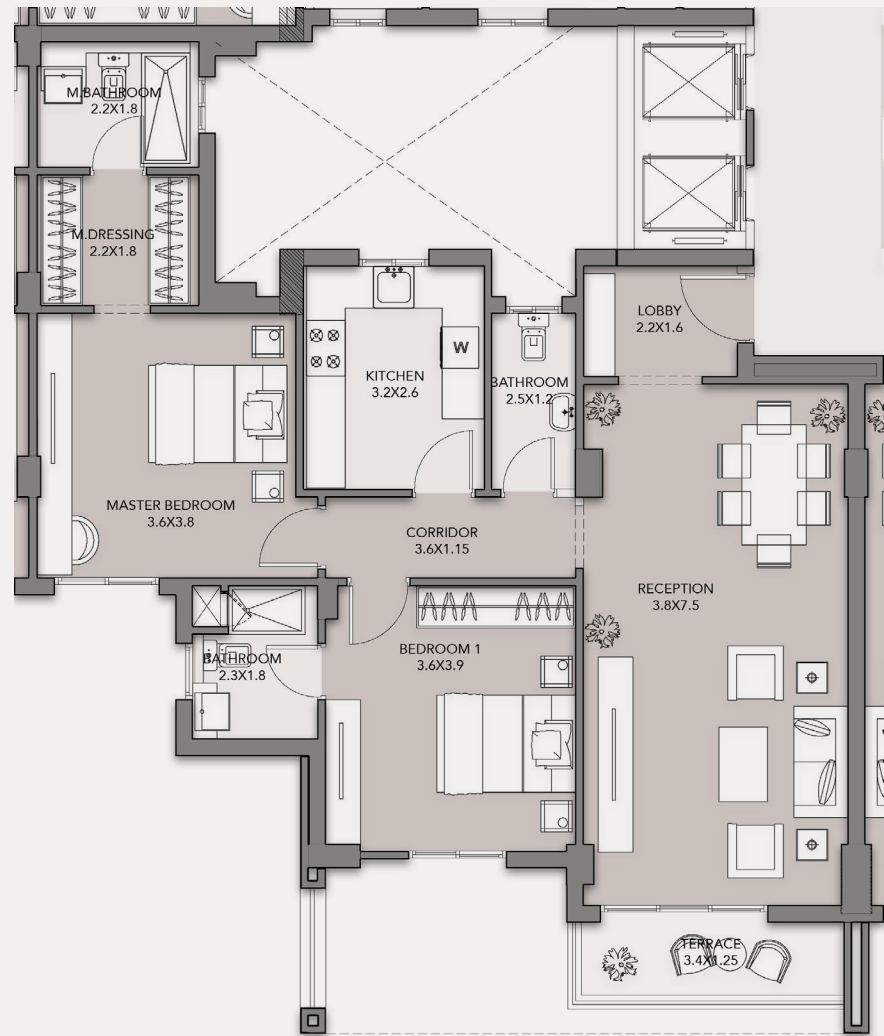 M.BATHROOM
2.2X1.8
M.DRESSING
2.2X1.8
LOBBY
2.2X1.6
KITCHEN
3.2X2.6
W
BATHROOM
2.5X1.2
MASTER BEDROOM
3.6X3.8
CORRIDOR
3.6X1.15
RECEPTION
3.8X7.5
BATHROOM
2.3X1.8
BEDROOM 1
3.6X3.9
TERRACE
3.4X1.25